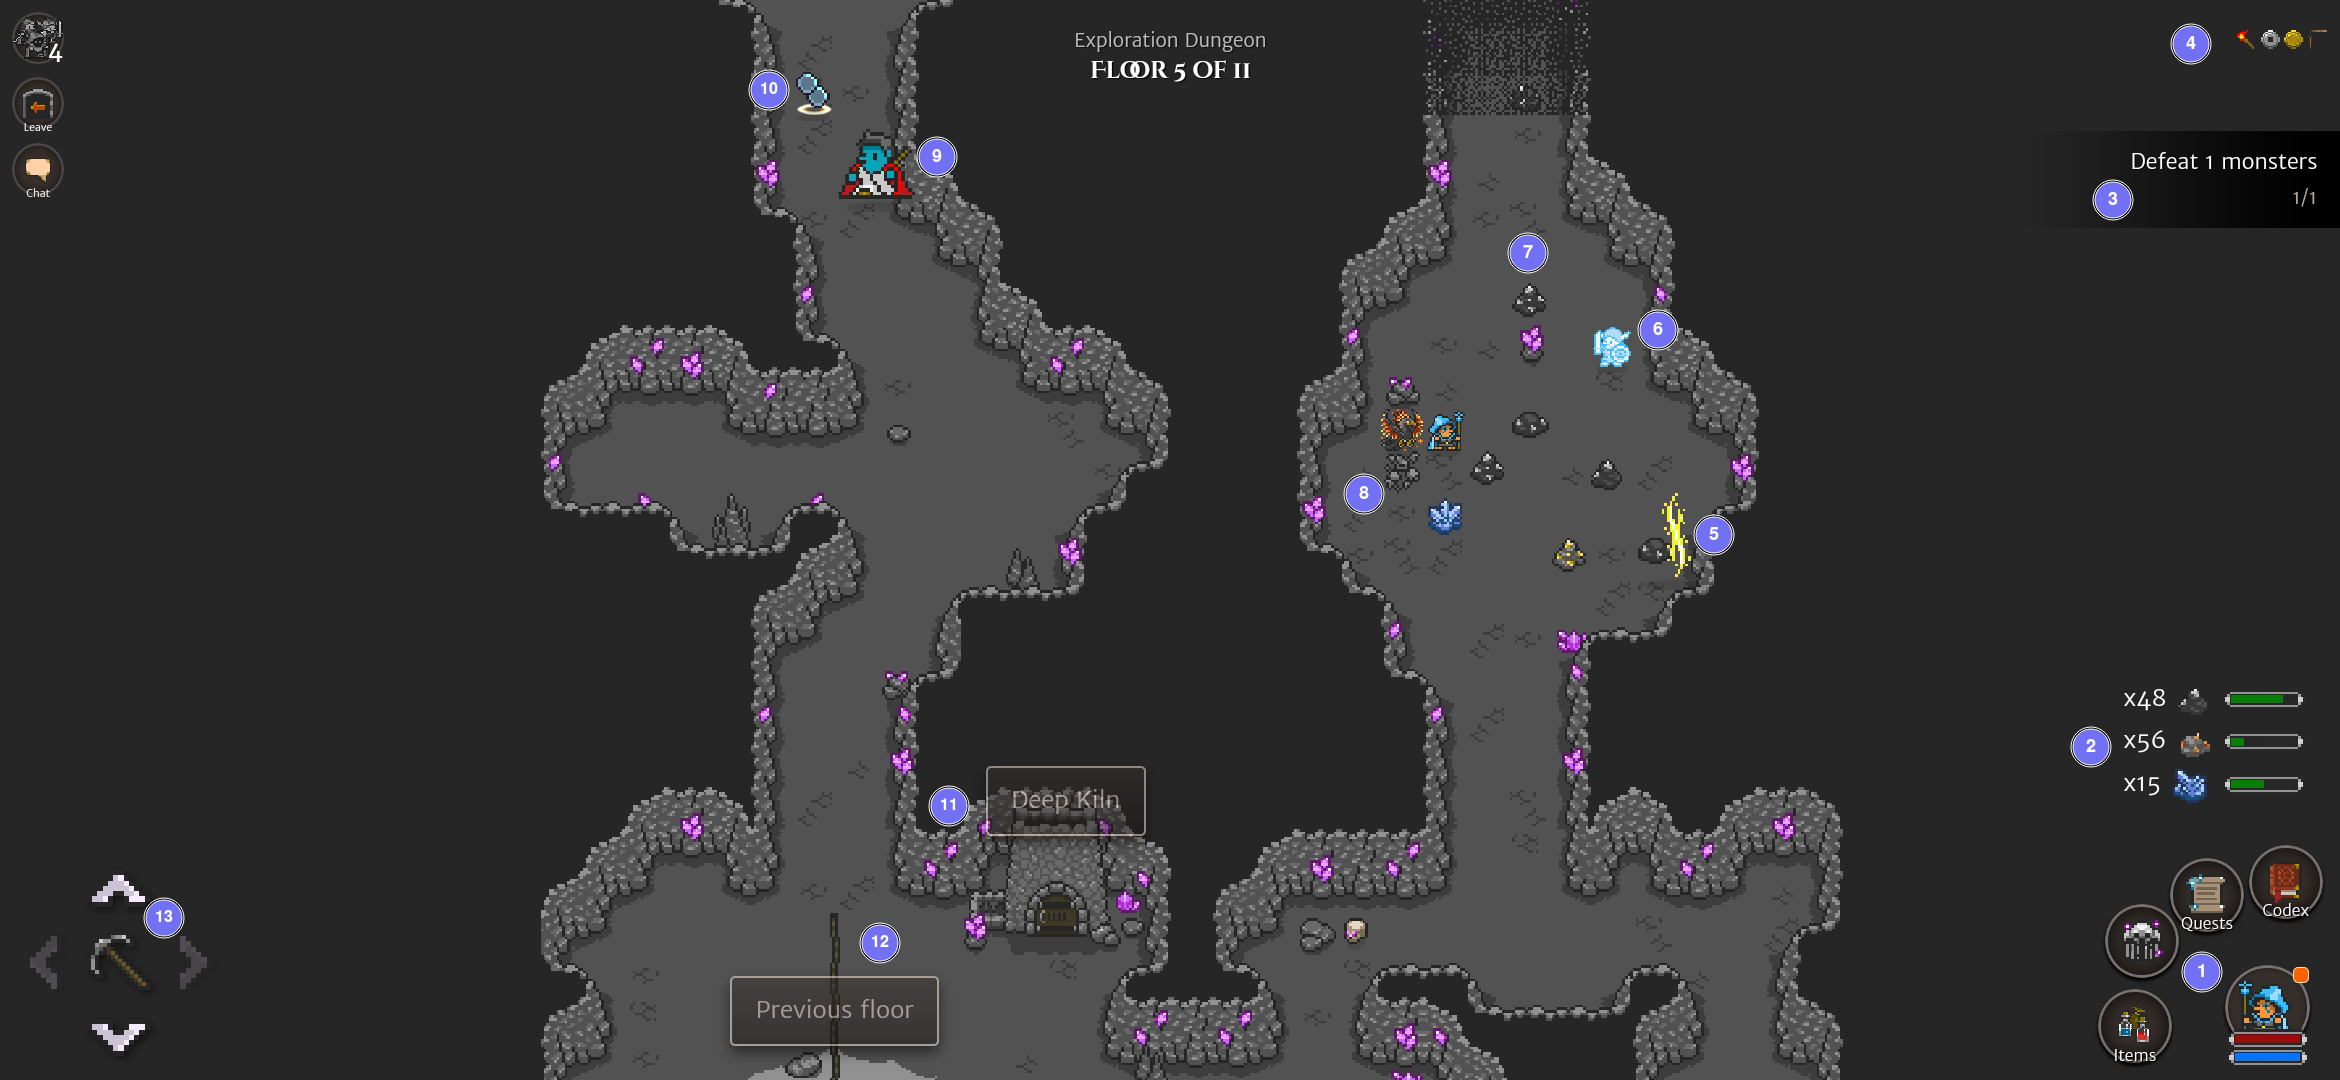 4
Leave
Chat
Exploration Dungeon
FLOOR 5 OF 11
10
9
4
Defeat 1 monsters
3
1/1
7
6
8
5
x48
2
x56
x15
11
Deep Kiln
13
12
Previous floor
Quests
Codex
1
Items